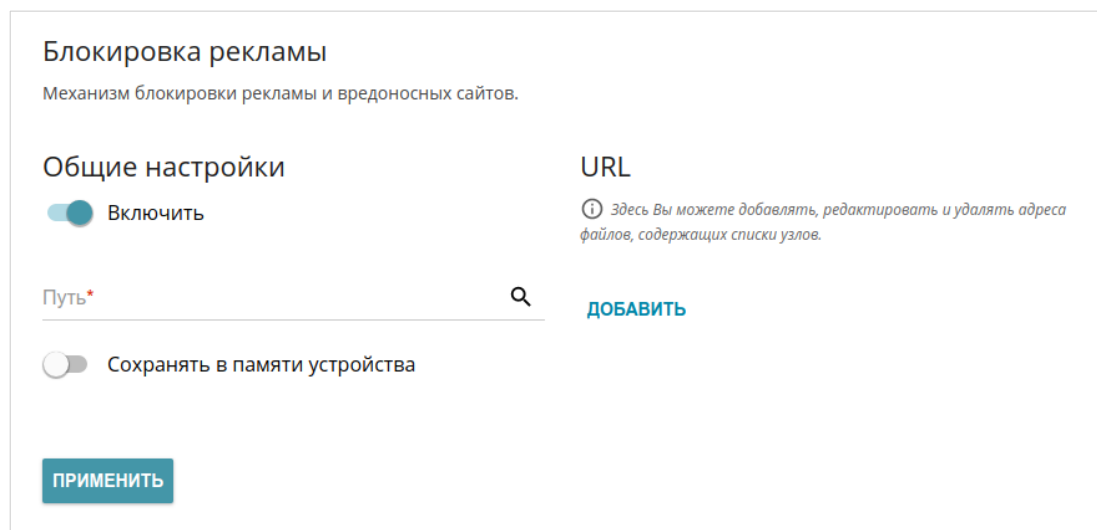 Блокировка рекламы
Механизм блокировки рекламы и вредоносных сайтов.
Общие настройки
Включить
Путь*
Сохранять в памяти устройства
ПРИМЕНИТЬ
URL
Здесь Вы можете добавлять, редактировать и удалять адреса
файлов, содержащих списки узлов.
ДОБАВИТЬ